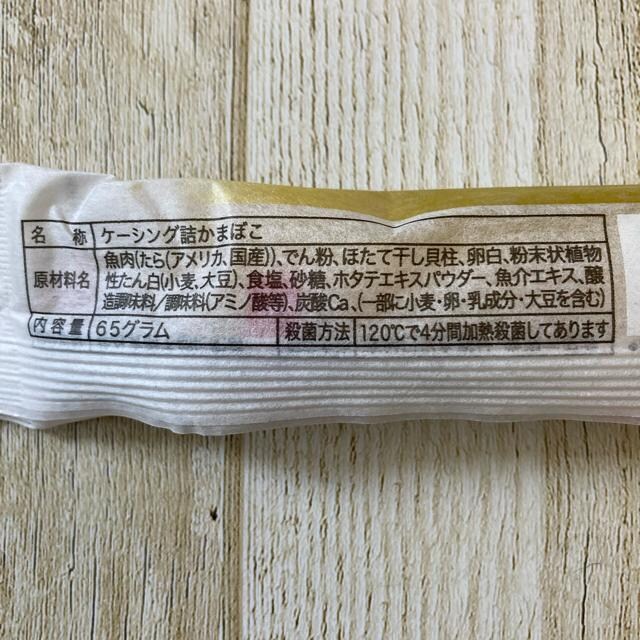 名称 ケーシング詰かまぼこ
原材料名 魚肉(たら(アメリカ、国産))、でん粉、ほたて干し貝柱、卵白、粉末状植物
性たん白(小麦、大豆)、食塩、砂糖、ホタテエキスパウダー、魚介エキス、醸
造調味料/調味料(アミノ酸等)、炭酸Ca、(一部に小麦・卵・乳成分・大豆を含む)
内容量 65グラム 殺菌方法 120℃で4分間加熱殺菌してあります